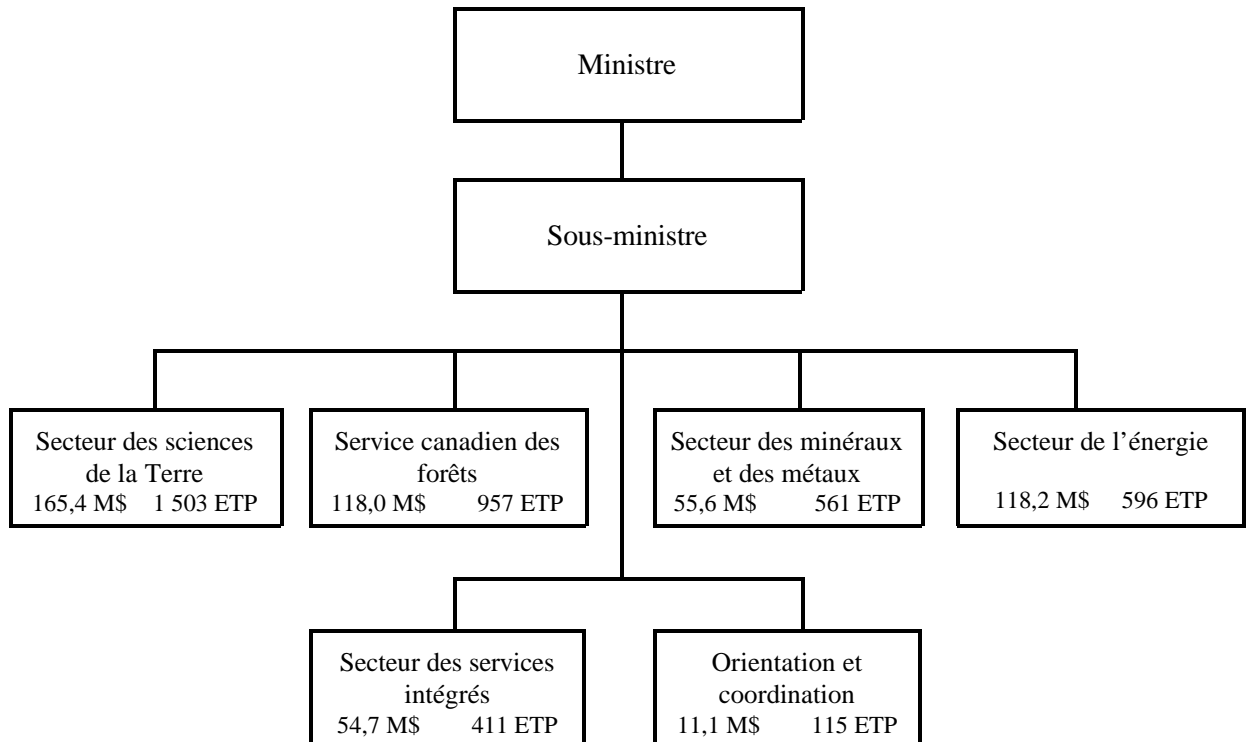 Ministre
Sous-ministre
Secteur des sciences
de la Terre
165,4 M$ 1 503 ETP
Service canadien des
forêts
118,0 M$ 957 ETP
Secteur des minéraux
et des métaux
55,6 M$ 561 ETP
Secteur de l’énergie
118,2 M$ 596 ETP
Secteur des services
intégrés
54,7 M$ 411 ETP
Orientation et
coordination
11,1 M$ 115 ETP